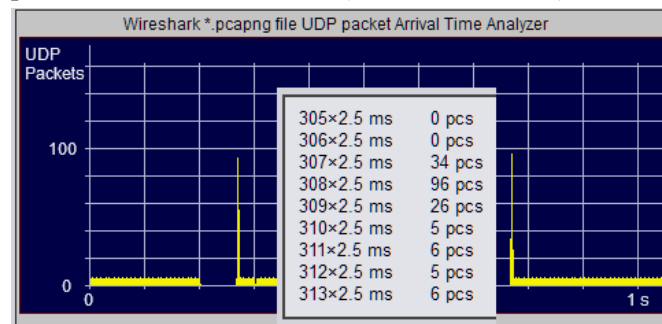 Wireshark *.pcapng file UDP packet Arrival Time Analyzer
UDP
Packets
100
0
0
1 s
305×2.5 ms 0 pcs
306×2.5 ms 0 pcs
307×2.5 ms 34 pcs
308×2.5 ms 96 pcs
309×2.5 ms 26 pcs
310×2.5 ms 5 pcs
311×2.5 ms 6 pcs
312×2.5 ms 5 pcs
313×2.5 ms 6 pcs